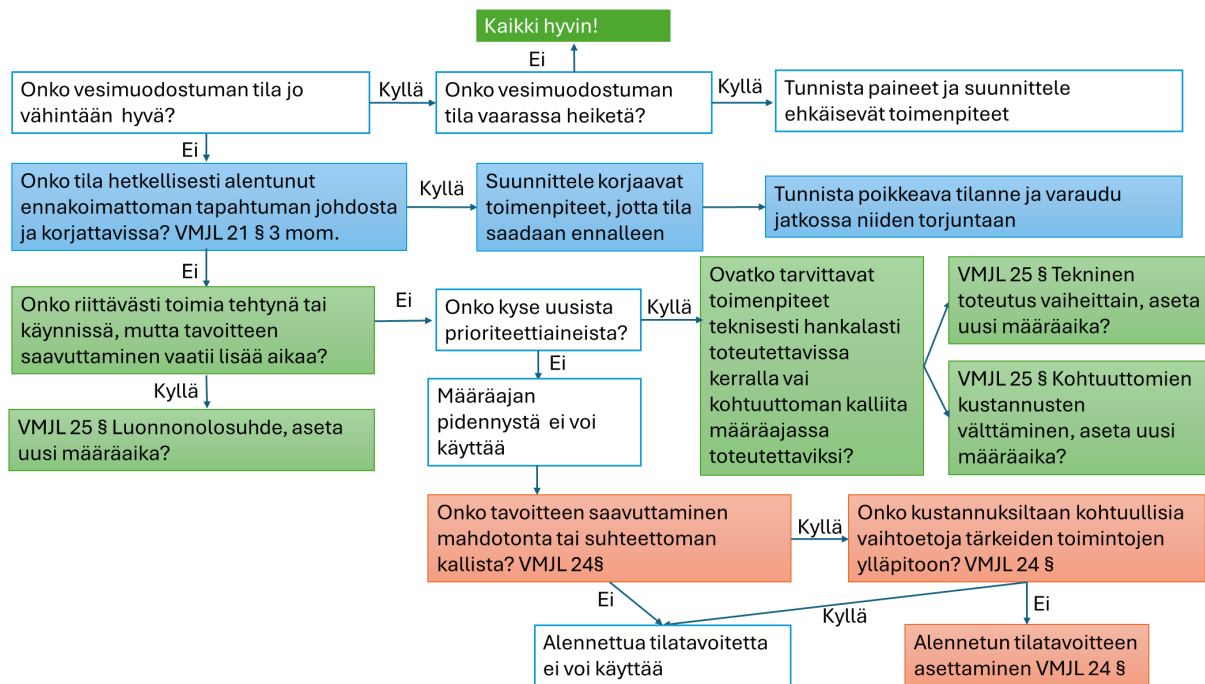 Kaikki hyvin!
Ei
Onko vesimuodostuman tila jo
vähintään hyvä?
Kyllä
Onko vesimuodostuman
tila vaarassa heiketä?
Kyllä
Tunnista paineet ja suunnittele
ehkäisevät toimenpiteet
Ei
Onko tila hetkellisesti alentunut
ennakoimattoman tapahtuman johdosta
ja korjattavissa? VMJL 21 § 3 mom.
Kyllä
Suunnittele korjaavat
toimenpiteet, jotta tila
saadaan ennalleen
Tunnista poikkeava tilanne ja varaudu
jatkossa niiden torjuntaan
Ei
Onko riittävästi toimia tehtynä tai
käynnissä, mutta tavoitteen
saavuttaminen vaatii lisää aikaa?
Ei
Onko kyse uusista
prioriteettiaineista?
Kyllä
Ovatko tarvittavat
toimenpiteet
teknisesti hankalasti
toteutettavissa
kerralla vai
kohtuuttoman kalliita
määräajassa
toteutettaviksi?
VMJL 25 § Tekninen
toteutus vaiheittain, aseta
uusi määräaika?
VMJL 25 § Kohtuuttomien
kustannusten
välttäminen, aseta uusi
määräaika?
Kyllä
VMJL 25 § Luonnonolosuhde, aseta
uusi määräaika?
Ei
Määräajan
pidennystä ei voi
käyttää
Onko tavoitteen saavuttaminen
mahdotonta tai suhteettoman
kallista? VMJL 24§
Kyllä
Onko kustannuksiltaan kohtuullisia
vaihtoetoja tärkeiden toimintojen
ylläpitoon? VMJL 24 §
Ei
Kyllä
Ei
Alennettua tilatavoitetta
ei voi käyttää
Alennetun tilatavoitteen
asettaminen VMJL 24 §